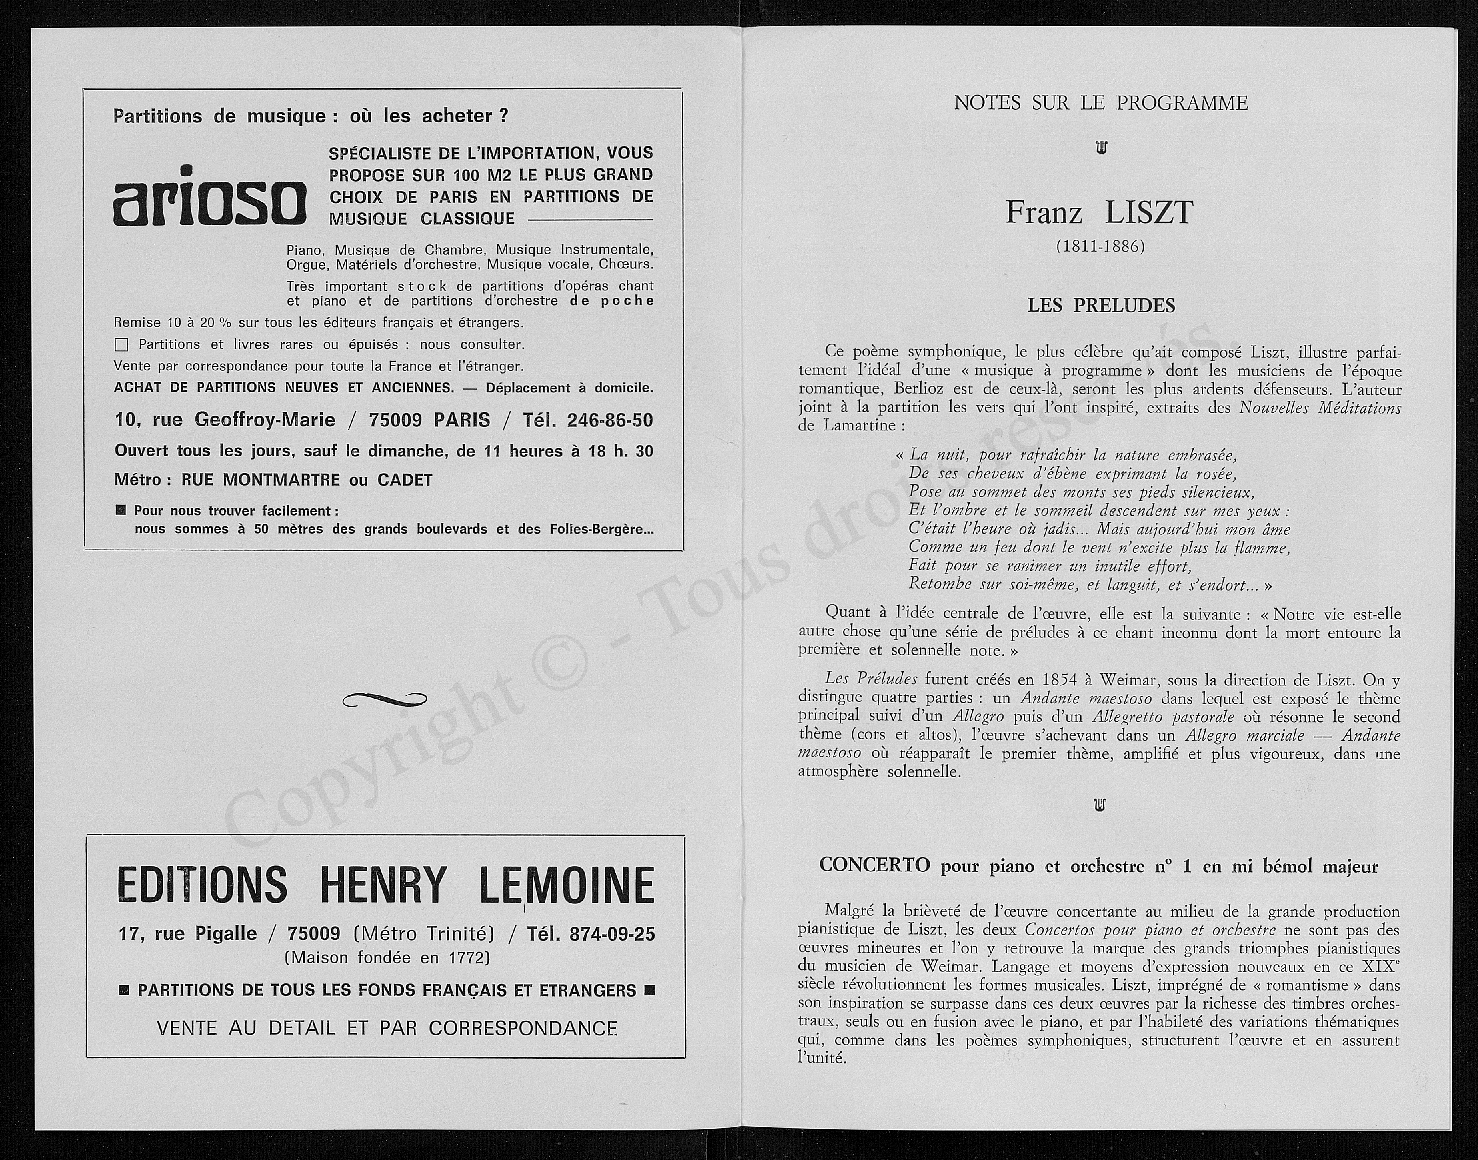 Partitions de musique : où les acheter ?
arioso
SPÉCIALISTE DE L'IMPORTATION, VOUS
PROPOSE SUR 100 M2 LE PLUS GRAND
CHOIX DE PARIS EN PARTITIONS DE
MUSIQUE CLASSIQUE
Piano, Musique de Chambre, Musique Instrumentale,
Orgue, Matériels d'orchestre, Musique vocale, Chœurs.
Très important stock de partitions d'opéras chant
et piano et de partitions d'orchestre de poche
Remise 10 à 20 % sur tous les éditeurs français et étrangers.
□ Partitions et livres rares ou épuisés : nous consulter.
Vente par correspondance pour toute la France et l'étranger.
ACHAT DE PARTITIONS NEUVES ET ANCIENNES. — Déplacement à domicile.
10, rue Geoffroy-Marie / 75009 PARIS / Tél. 246-86-50
Ouvert tous les jours, sauf le dimanche, de 11 heures à 18 h. 30
Métro : RUE MONTMARTRE ou CADET
■ Pour nous trouver facilement :
nous sommes à 50 mètres des grands boulevards et des Folies-Bergère...
EDITIONS HENRY LEMOINE
17, rue Pigalle / 75009 (Métro Trinité) / Tél. 874-09-25
(Maison fondée en 1772)
■ PARTITIONS DE TOUS LES FONDS FRANÇAIS ET ETRANGERS ■
VENTE AU DETAIL ET PAR CORRESPONDANCE
NOTES SUR LE PROGRAMME
Franz LISZT
(1811-1886)
LES PRELUDES
Ce poème symphonique, le plus célèbre qu'ait composé Liszt, illustre parfai-
tement l'idéal d'une « musique à programme » dont les musiciens de l'époque
romantique, Berlioz est de ceux-là, seront les plus ardents défenseurs. L'auteur
joint à la partition les vers qui l'ont inspiré, extraits des Nouvelles Méditations
de Lamartine :
« La nuit, pour rafraîchir la nature embrasée,
De ses cheveux d'ébène exprimant la rosée,
Pose au sommet des monts ses pieds silencieux,
Et l'ombre et le sommeil descendent sur mes yeux :
C'était l'heure où jadis... Mais aujourd'hui mon âme
Comme un feu dont le vent n'excite plus la flamme,
Fait pour se ranimer un inutile effort,
Retombe sur soi-même, et languit, et s'endort... »
Quant à l'idée centrale de l'œuvre, elle est la suivante : « Notre vie est-elle
autre chose qu'une série de préludes à ce chant inconnu dont la mort entoure la
première et solennelle note. »
Les Préludes furent créés en 1854 à Weimar, sous la direction de Liszt. On y
distingue quatre parties : un Andante maestoso dans lequel est exposé le thème
principal suivi d'un Allegro puis d'un Allegretto pastorale où résonne le second
thème (cors et altos), l'œuvre s'achevant dans un Allegro marciale — Andante
maestoso où réapparaît le premier thème, amplifié et plus vigoureux, dans une
atmosphère solennelle.
CONCERTO pour piano et orchestre n° 1 en mi bémol majeur
Malgré la brièveté de l'œuvre concertante au milieu de la grande production
pianistique de Liszt, les deux Concertos pour piano et orchestre ne sont pas des
œuvres mineures et l'on y retrouve la marque des grands triomphes pianistiques
du musicien de Weimar. Langage et moyens d'expression nouveaux en ce XIXe
siècle révolutionnent les formes musicales. Liszt, imprégné de « romantisme » dans
son inspiration se surpasse dans ces deux œuvres par la richesse des timbres orches-
traux, seuls ou en fusion avec le piano, et par l'habileté des variations thématiques
qui, comme dans les poèmes symphoniques, structurent l'œuvre et en assurent
l'unité.
Copyright © - Tous droits réservés.